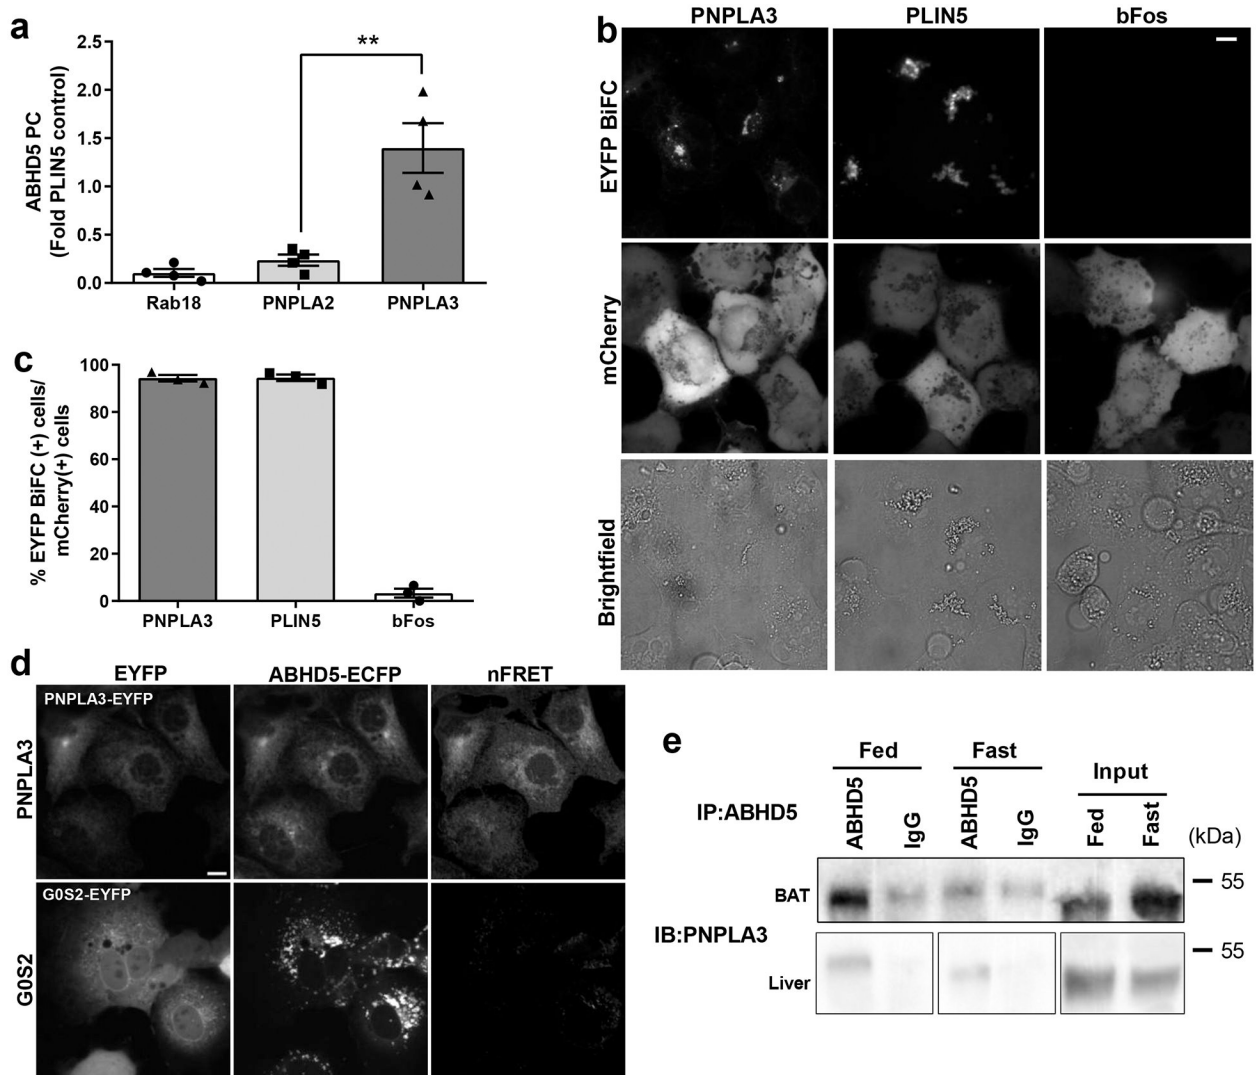 a
ABHD5 PC
(Fold PLIN5 control)
2.5
2.0
1.5
1.0
0.5
0.0
**
Rab18
PNPLA2
PNPLA3
b
PNPLA3
PLIN5
bFos
EYFP BiFC
mCherry
Brightfield
c
% EYFP BiFC (+) cells/
mCherry(+) cells
100
80
60
40
20
0
PNPLA3
PLIN5
bFos
d
EYFP
ABHD5-ECFP
nFRET
PNPLA3
PNPLA3-EYFP
G0S2
G0S2-EYFP
e
Fed
Fast
Input
IP:ABHD5
ABHD5
IgG
ABHD5
IgG
Fed
Fast
(kDa)
BAT
55
IB:PNPLA3
55
Liver